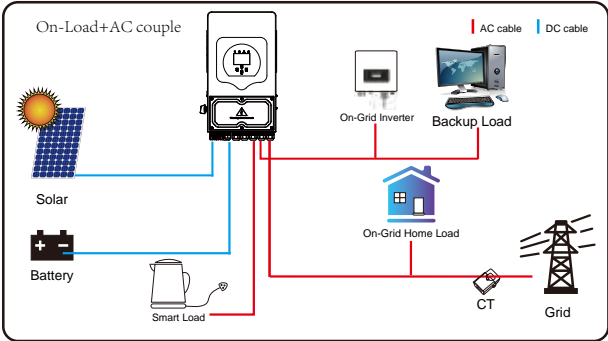 On-Load+AC couple
AC cable
DC cable
On-Grid Inverter
Backup Load
Solar
On-Grid Home Load
Battery
Smart Load
CT
Grid